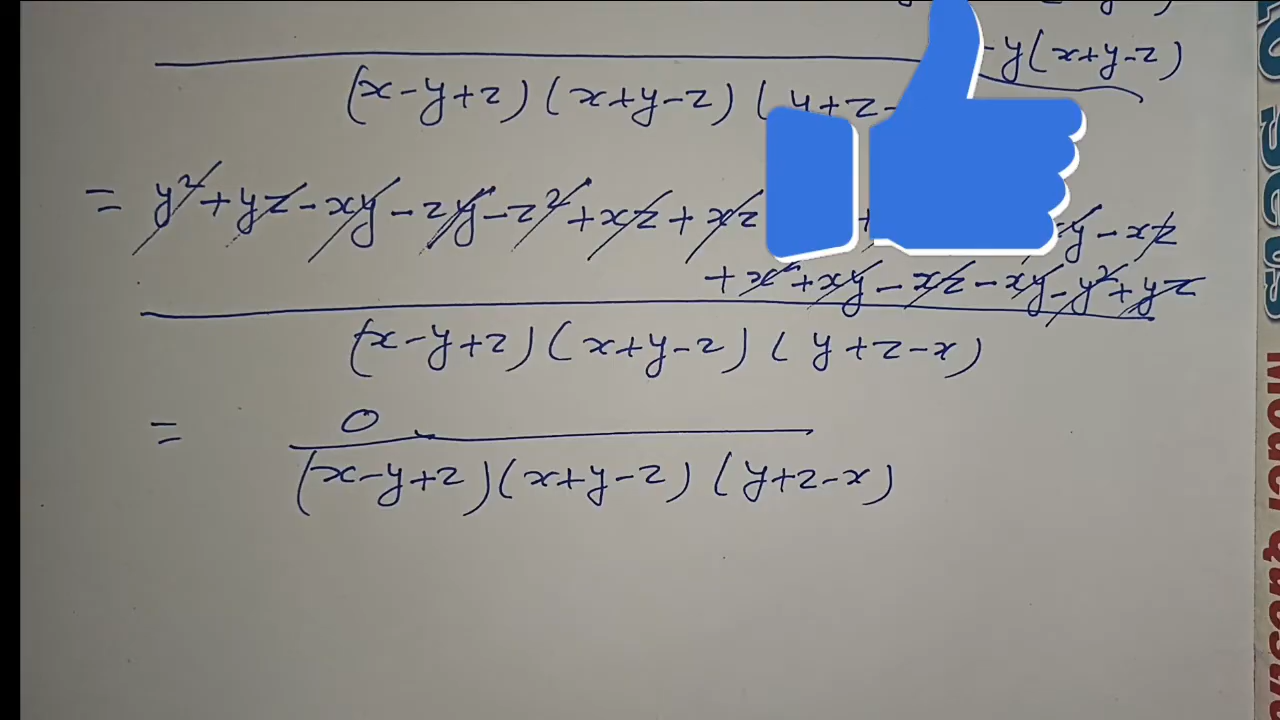 - y(x+y-z)
(x-y+z) (x+y-z) (y+z-
= y²+yz-xy-zy-z²+xz+xz
y-xz
+x²+xy-xz-xy-y²+yz
(x-y+z) (x+y-z) (y+z-x)
= 0
(x-y+z)(x+y-z) (y+z-x)